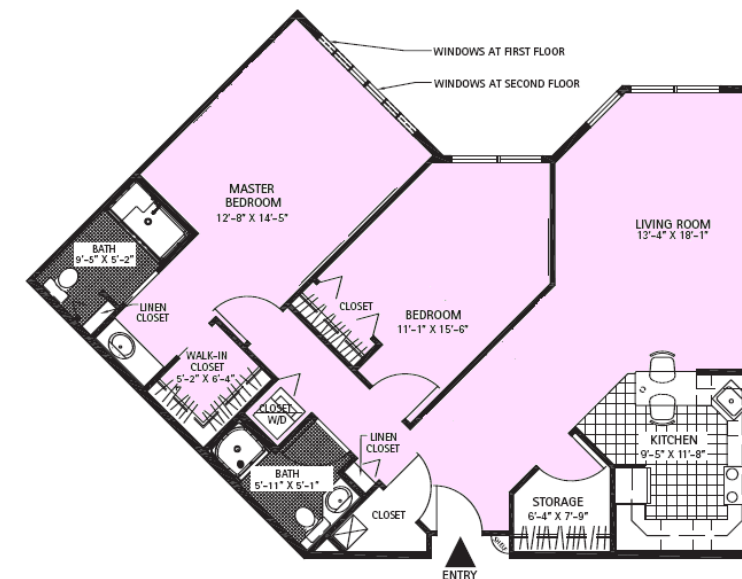 WINDOWS AT FIRST FLOOR
WINDOWS AT SECOND FLOOR
MASTER
BEDROOM
12'-8" X 14'-5"
LIVING ROOM
13'-4" X 18'-1"
BATH
9'-5" X 5'-2"
LINEN
CLOSET
CLOSET
BEDROOM
11'-1" X 15'-6"
WALK-IN
CLOSET
5'-2" X 6'-4"
CLOSET
W/D
LINEN
CLOSET
KITCHEN
9'-5" X 11'-8"
BATH
5'-11" X 5'-1"
CLOSET
STORAGE
6'-4" X 7'-9"
ENTRY